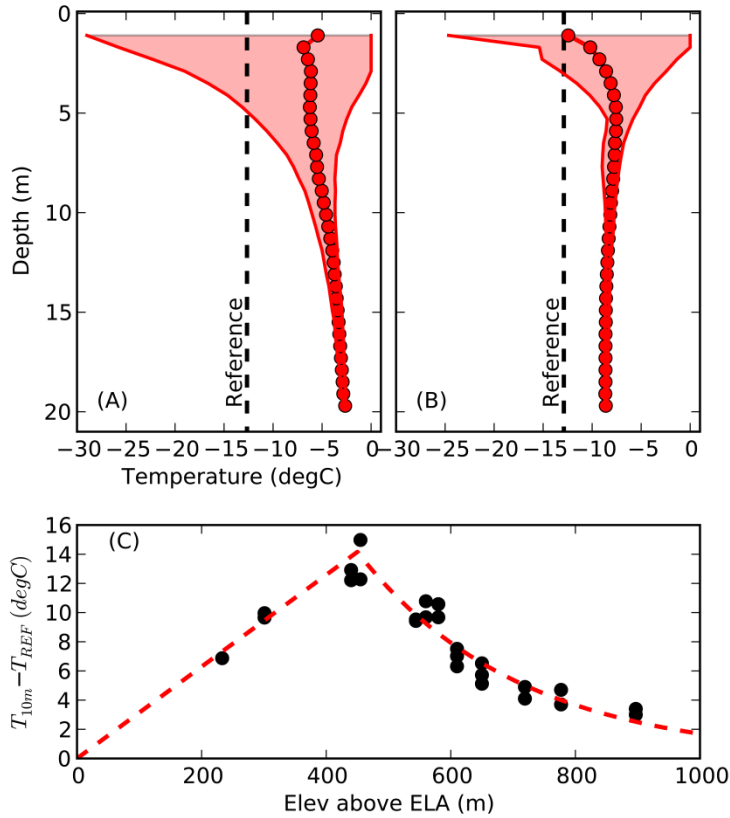 0
5
10
15
20
Depth (m)
(A)
Reference
−30 −25 −20 −15 −10 −5 0
Temperature (degC)
(B)
Reference
−30 −25 −20 −15 −10 −5 0
16
14
12
10
8
6
4
2
0
T10m−TREF (degC)
(C)
0 200 400 600 800 1000
Elev above ELA (m)